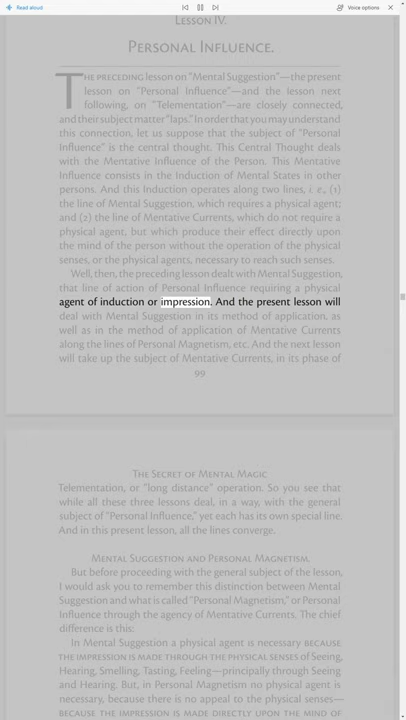 Read aloud
Voice options
LESSON IV.
PERSONAL INFLUENCE.
THE PRECEDING lesson on "Mental Suggestion"—the present
lesson on "Personal Influence"—and the lesson next
following, on "Telementation"—are closely connected,
and their subject matter "laps." In order that you may understand
this connection, let us suppose that the subject of "Personal
Influence" is the central thought. This Central Thought deals
with the Mentative Influence of the Person. This Mentative
Influence consists in the Induction of Mental States in other
persons. And this Induction operates along two lines, i. e., (1)
the line of Mental Suggestion, which requires a physical agent;
and (2) the line of Mentative Currents, which do not require a
physical agent, but which produce their effect directly upon
the mind of the person without the operation of the physical
senses, or the physical agents, necessary to reach such senses.
Well, then, the preceding lesson dealt with Mental Suggestion,
that line of action of Personal Influence requiring a physical
agent of induction or impression. And the present lesson will
deal with Mental Suggestion in its method of application, as
well as in the method of application of Mentative Currents
along the lines of Personal Magnetism, etc. And the next lesson
will take up the subject of Mentative Currents, in its phase of
99
THE SECRET OF MENTAL MAGIC
Telementation, or "long distance" operation. So you see that
while all these three lessons deal, in a way, with the general
subject of "Personal Influence," yet each has its own special line.
And in this present lesson, all the lines converge.
MENTAL SUGGESTION AND PERSONAL MAGNETISM.
But before proceeding with the general subject of the lesson,
I would ask you to remember this distinction between Mental
Suggestion and what is called "Personal Magnetism," or Personal
Influence through the agency of Mentative Currents. The chief
difference is this:
In Mental Suggestion a physical agent is necessary BECAUSE
THE IMPRESSION IS MADE THROUGH THE PHYSICAL SENSES of Seeing,
Hearing, Smelling, Tasting, Feeling—principally through Seeing
and Hearing. But, in Personal Magnetism no physical agent is
necessary, because there is no appeal to the physical senses—
BECAUSE THE IMPRESSION IS MADE DIRECTLY UPON THE MIND OF